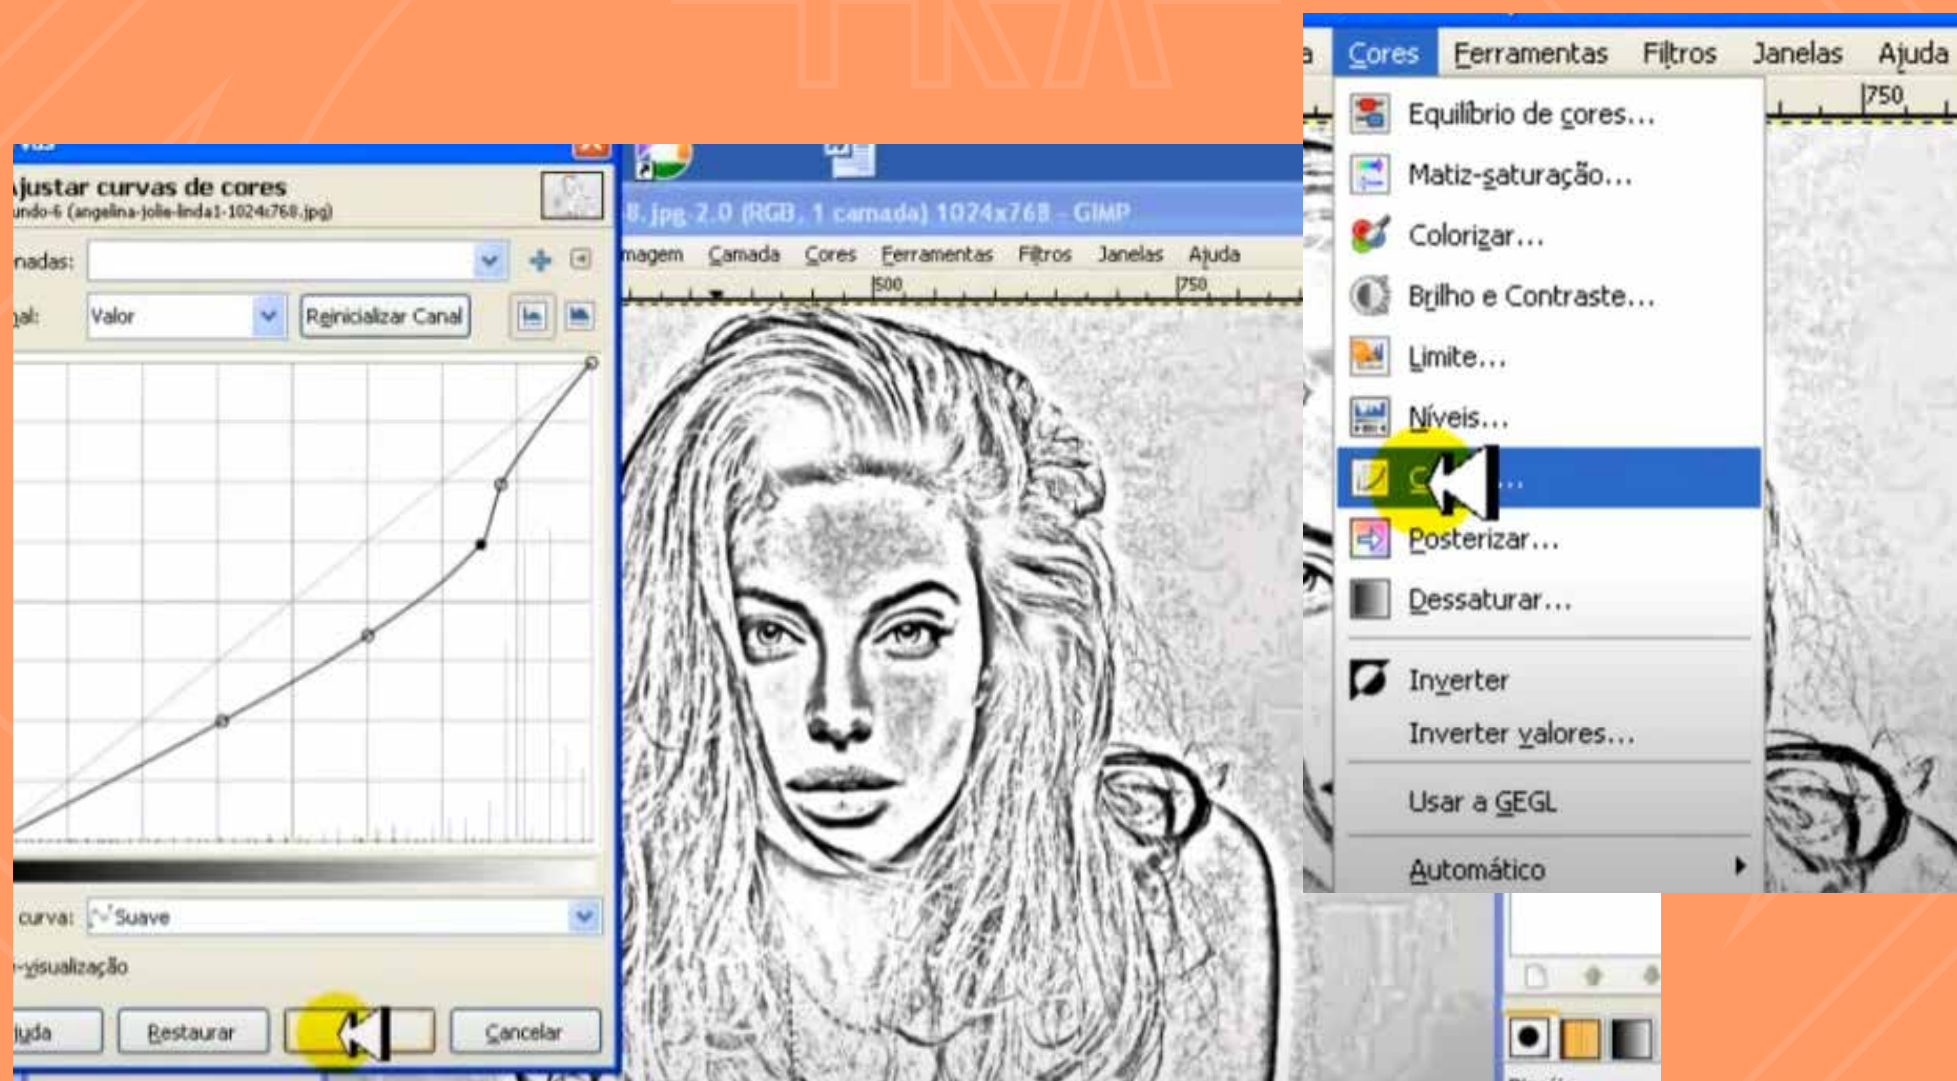 Ajustar curvas de cores
undo-6 (angelina-jolie-linda1-1024x768.jpg)
nadas:
Valor
Reinicializar Canal
curva: Suave
-visualização
juda
Restaurar
Cancelar
8.jpg-2.0 (RGB, 1 camada) 1024x768 - GIMP
magem Camada Cores Ferramentas Filtros Janelas Ajuda
500 750
Cores Ferramentas Filtros Janelas Ajuda
750
Equilíbrio de cores...
Matiz-saturação...
Colorizar...
Brilho e Contraste...
Limite...
Níveis...
Posterizar...
Dessaturar...
Inverter
Inverter valores...
Usar a GEGL
Automático